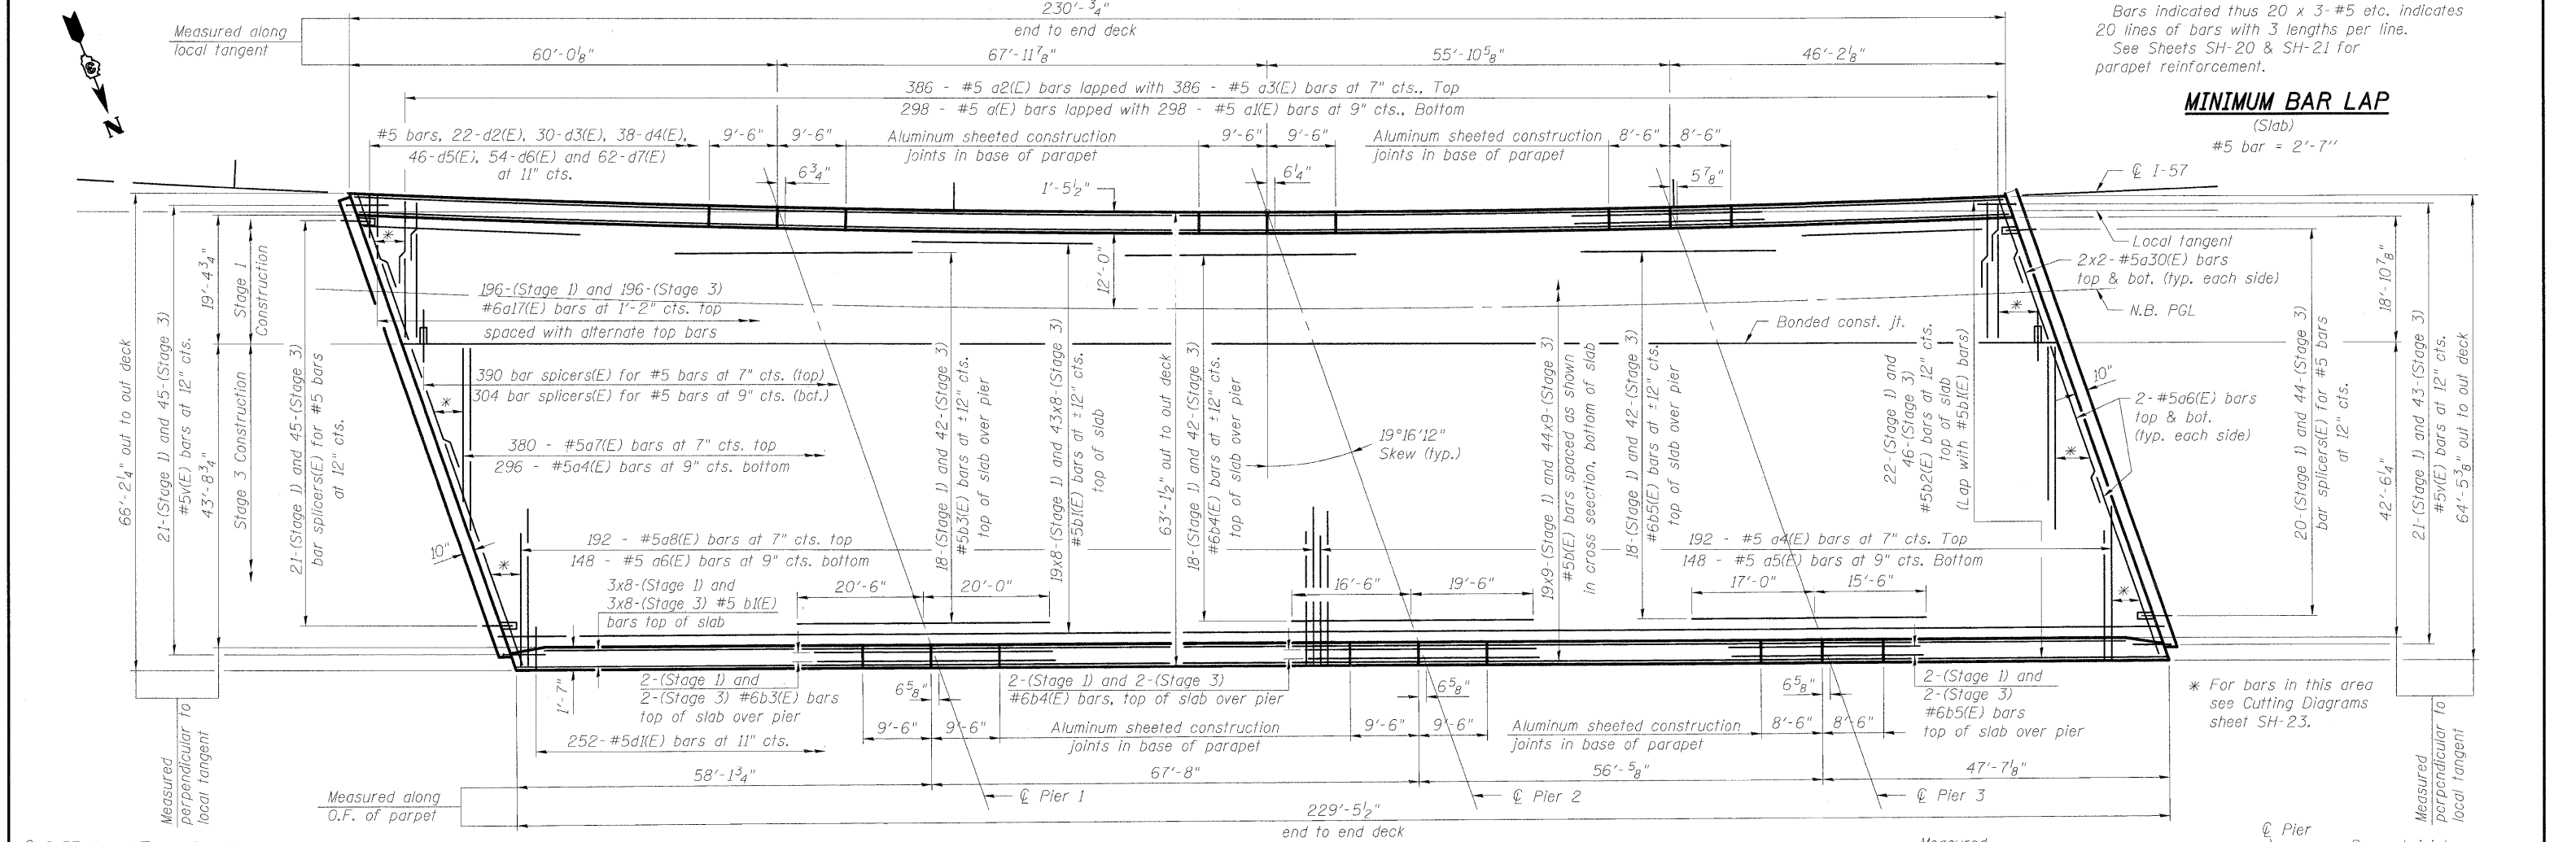 230'-3/4"
end to end deck
Measured along
local tangent
60'-0 1/8"
67'-11 7/8"
55'-10 5/8"
46'-2 1/8"
Bars indicated thus 20 x 3-#5 etc. indicates
20 lines of bars with 3 lengths per line.
See Sheets SH-20 & SH-21 for
parapet reinforcement.
MINIMUM BAR LAP
(Slab)
#5 bar = 2'-7"
N
386 - #5 a2(E) bars lapped with 386 - #5 a3(E) bars at 7" cts., Top
298 - #5 a(E) bars lapped with 298 - #5 a1(E) bars at 9" cts., Bottom
#5 bars, 22-d2(E), 30-d3(E), 38-d4(E),
46-d5(E), 54-d6(E) and 62-d7(E)
at 11" cts.
9'-6"
9'-6"
Aluminum sheeted construction
joints in base of parapet
9'-6"
9'-6"
Aluminum sheeted construction
joints in base of parapet
8'-6"
8'-6"
6 3/4"
1'-5 1/2"
6 1/4"
5 7/8"
℄ I-57
Local tangent
2x2-#5a30(E) bars
top & bot. (typ. each side)
N.B. PGL
66'-2 1/4" out to out deck
21-(Stage 1) and 45-(Stage 3)
#5v(E) bars at 12" cts.
19'-4 3/4"
43'-8 3/4"
Stage 1
Construction
Stage 3 Construction
21-(Stage 1) and 45-(Stage 3)
bar splicers(E) for #5 bars
at 12" cts.
*
196-(Stage 1) and 196-(Stage 3)
#6a17(E) bars at 1'-2" cts. top
spaced with alternate top bars
12'-0"
Bonded const. jt.
*
390 bar spicers(E) for #5 bars at 7" cts. (top)
304 bar splicers(E) for #5 bars at 9" cts. (bot.)
*
380 - #5a7(E) bars at 7" cts. top
296 - #5a4(E) bars at 9" cts. bottom
18-(Stage 1) and 42-(Stage 3)
#5b3(E) bars at ±12" cts.
top of slab over pier
19x8-(Stage 1) and 43x8-(Stage 3)
#5b1(E) bars at ±12" cts.
top of slab
63'-1 1/2" out to out deck
18-(Stage 1) and 42-(Stage 3)
#6b4(E) bars at ±12" cts.
top of slab over pier
19°16'12"
Skew (typ.)
19x9-(Stage 1) and 44x9-(Stage 3)
#5b(E) bars spaced as shown
in cross section, bottom of slab
18-(Stage 1) and 42-(Stage 3)
#6b5(E) bars at ±12" cts.
top of slab over pier
22-(Stage 1) and
46-(Stage 3)
#5b2(E) bars at 12" cts.
top of slab
(Lap with #5b1(E) bars)
10"
2-#5a6(E) bars
top & bot.
(typ. each side)
*
20-(Stage 1) and 44-(Stage 3)
bar splicers(E) for #5 bars
at 12" cts.
18'-10 7/8"
42'-6 1/4"
21-(Stage 1) and 43-(Stage 3)
#5v(E) bars at 12" cts.
64'-5 3/8" out to out deck
10"
*
192 - #5a8(E) bars at 7" cts. top
148 - #5 a6(E) bars at 9" cts. bottom
192 - #5 a4(E) bars at 7" cts. Top
148 - #5 a5(E) bars at 9" cts. Bottom
3x8-(Stage 1) and
3x8-(Stage 3) #5 b1(E)
bars top of slab
20'-6"
20'-0"
16'-6"
19'-6"
17'-0"
15'-6"
*
1'-7"
2-(Stage 1) and
2-(Stage 3) #6b3(E) bars
top of slab over pier
6 5/8"
2-(Stage 1) and 2-(Stage 3)
#6b4(E) bars, top of slab over pier
6 5/8"
6 5/8"
2-(Stage 1) and
2-(Stage 3)
#6b5(E) bars
top of slab over pier
* For bars in this area
see Cutting Diagrams
sheet SH-23.
252-#5d1(E) bars at 11" cts.
9'-6"
9'-6"
Aluminum sheeted construction
joints in base of parapet
9'-6"
9'-6"
Aluminum sheeted construction
joints in base of parapet
8'-6"
8'-6"
58'-1 3/4"
67'-8"
56'-5/8"
47'-7 1/8"
Measured
perpendicular to
local tangent
Measured along
O.F. of parpet
℄ Pier 1
℄ Pier 2
℄ Pier 3
229'-5 1/2"
end to end deck
Measured
perpendicular to
local tangent
℄ Pier
Measured